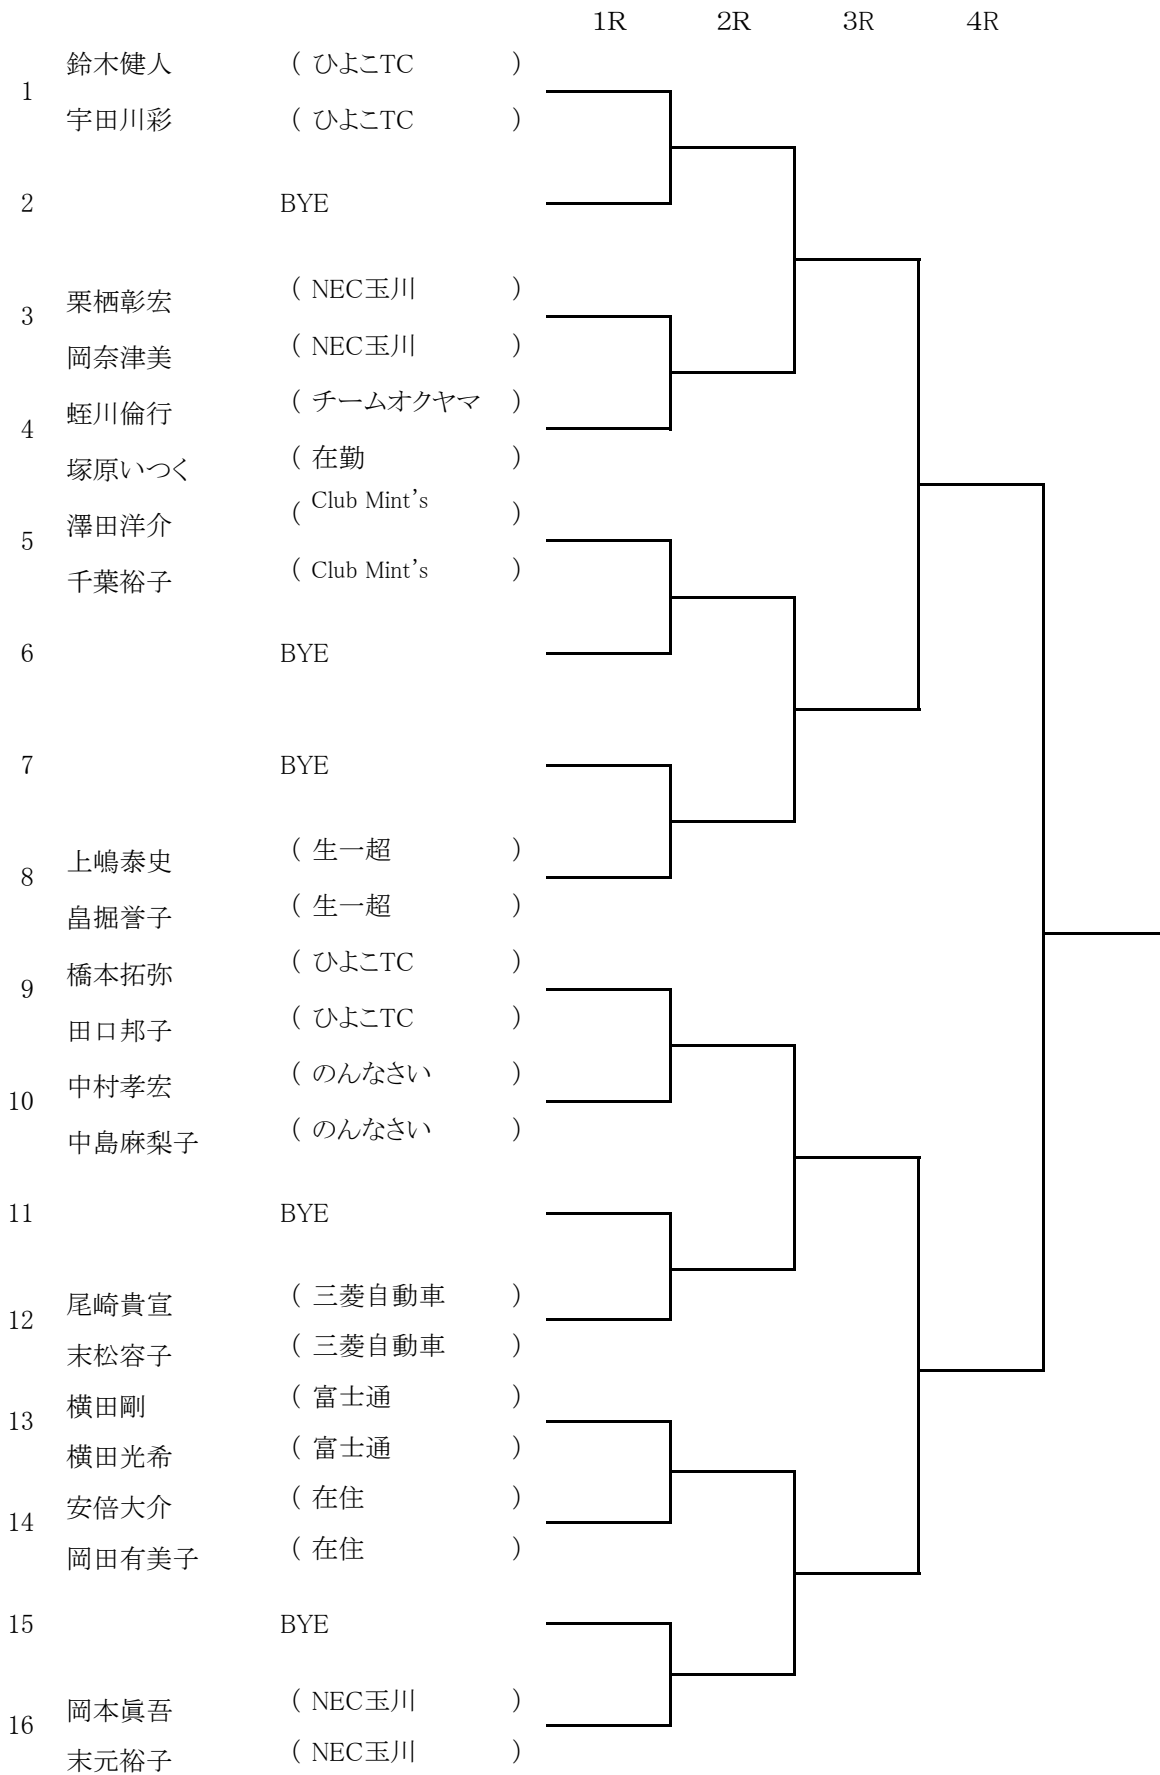 1R 2R 3R 4R
鈴木健人 ( ひよこTC )
1
宇田川彩 ( ひよこTC )
2 BYE
栗栖彰宏 ( NEC玉川 )
3
岡奈津美 ( NEC玉川 )
蛭川倫行 ( チームオクヤマ )
4
塚原いつく ( 在勤 )
澤田洋介 ( Club Mint’s )
5
千葉裕子 ( Club Mint’s )
6 BYE
7 BYE
上嶋泰史 ( 生一超 )
8
畠掘誉子 ( 生一超 )
橋本拓弥 ( ひよこTC )
9
田口邦子 ( ひよこTC )
中村孝宏 ( のんなさい )
10
中島麻梨子 ( のんなさい )
11 BYE
尾崎貴宣 ( 三菱自動車 )
12
末松容子 ( 三菱自動車 )
横田剛 ( 富士通 )
13
横田光希 ( 富士通 )
安倍大介 ( 在住 )
14
岡田有美子 ( 在住 )
15 BYE
岡本眞吾 ( NEC玉川 )
16
末元裕子 ( NEC玉川 )